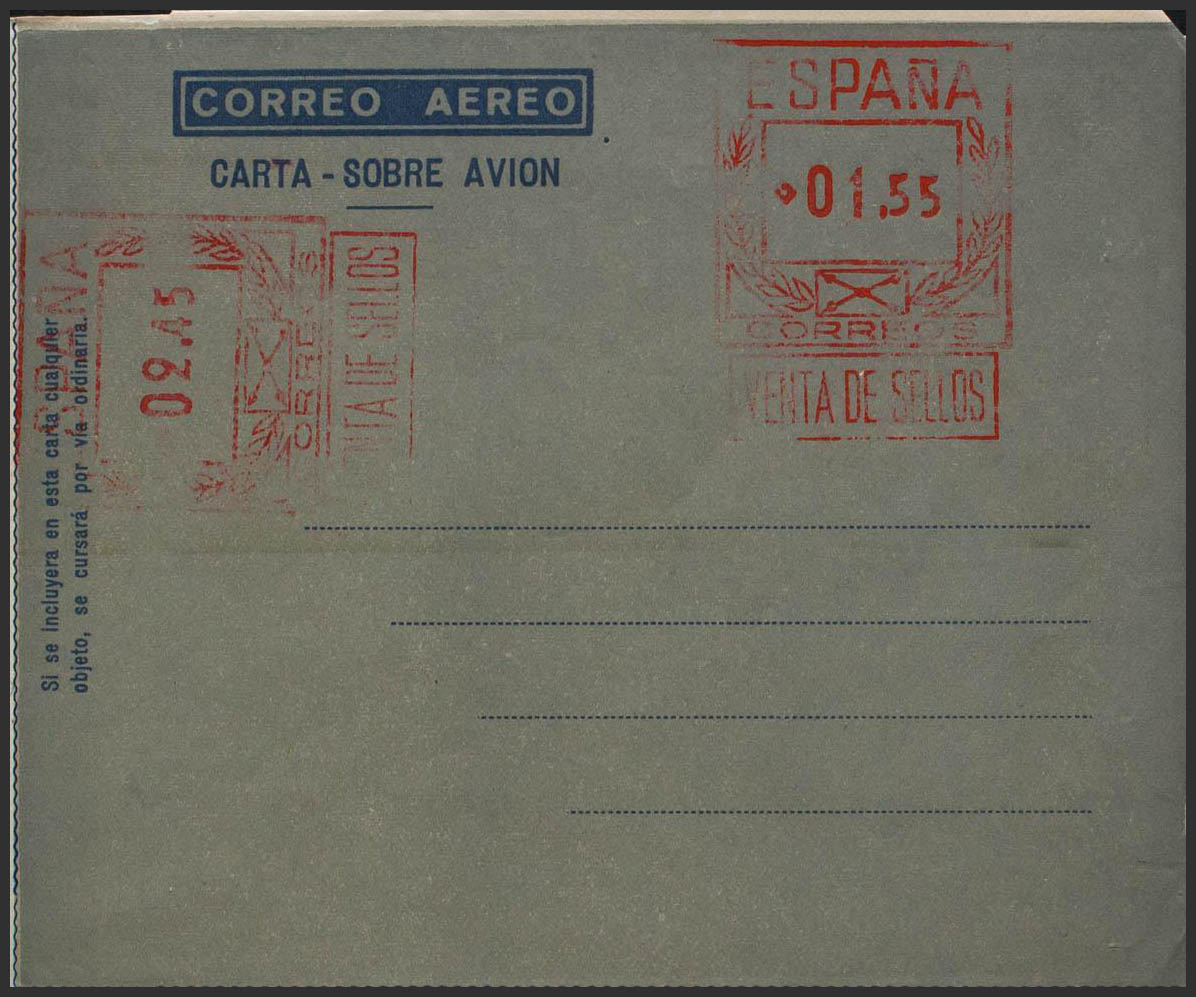 CORREO AEREO
CARTA - SOBRE AVION
ESPAÑA
01,55
CORREOS
VENTA DE SELLOS
02.45
DE SELLOS
Si se incluyera en esta carta cualquier
objeto, se cursará por vía ordinaria.